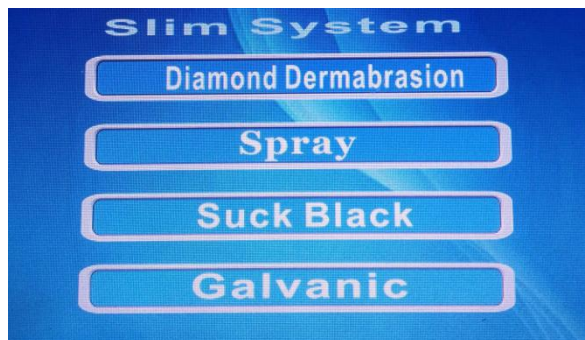 Slim System
Diamond Dermabrasion
Spray
Suck Black
Galvanic